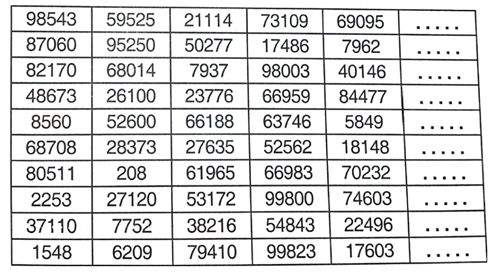 98543 59525 21114 73109 69095 .....
87060 95250 50277 17486 7962 .....
82170 68014 7937 98003 40146 .....
48673 26100 23776 66959 84477 .....
8560 52600 66188 63746 5849 .....
68708 28373 27635 52562 18148 .....
80511 208 61965 66983 70232 .....
2253 27120 53172 99800 74603 .....
37110 7752 38216 54843 22496 .....
1548 6209 79410 99823 17603 .....